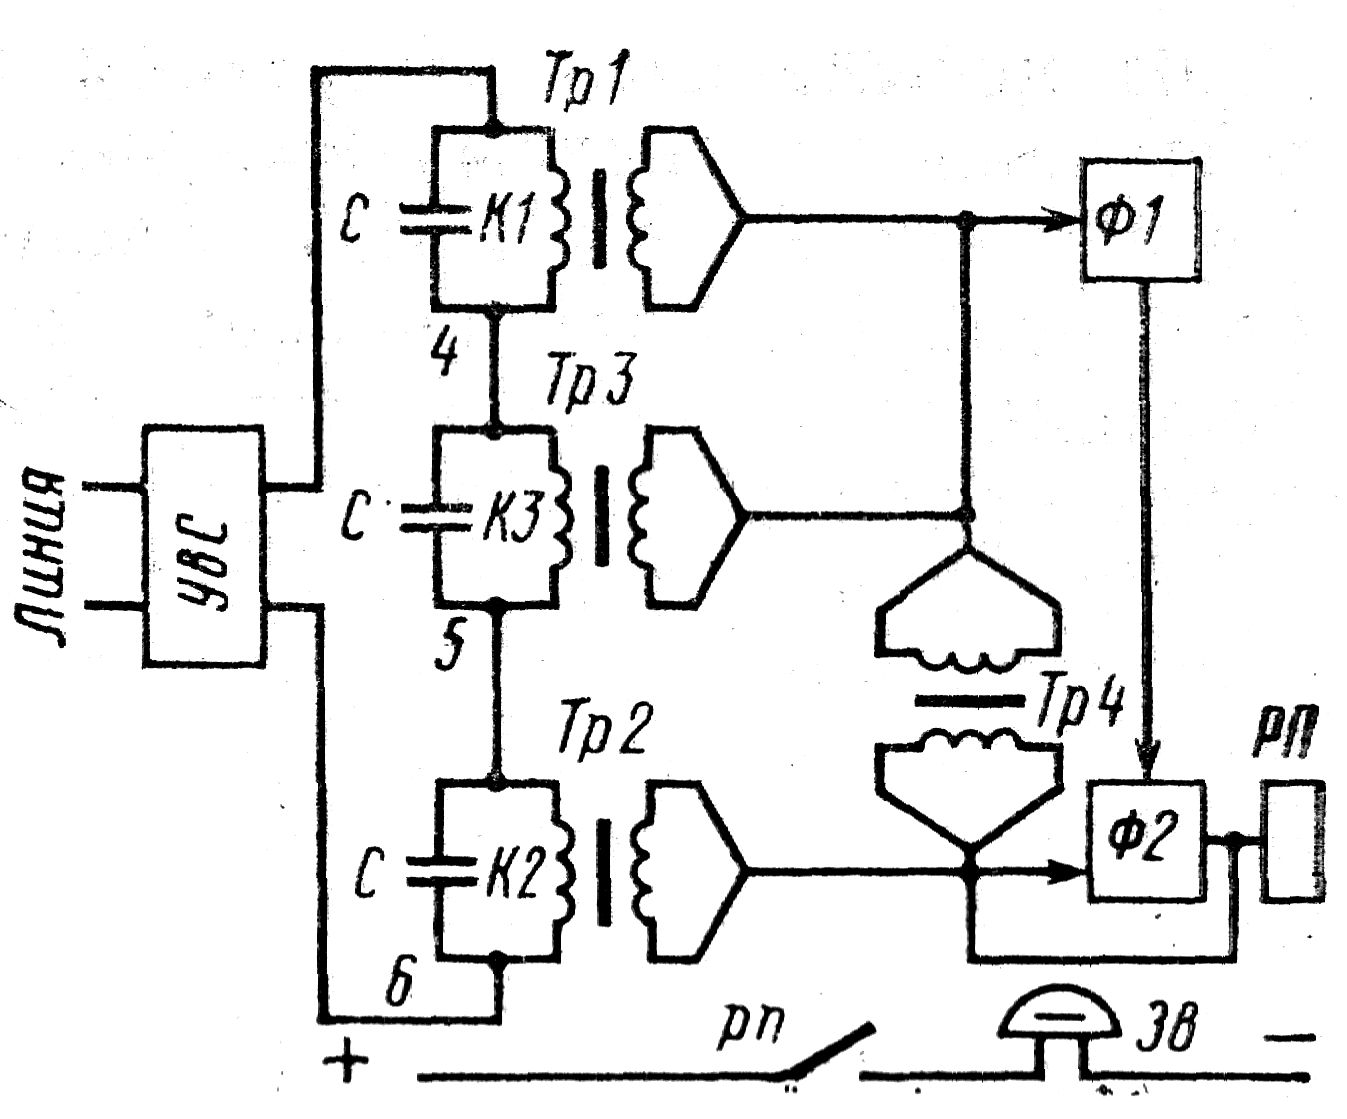 Тр1
С
К1
Ф1
4
Тр3
С
К3
Линия
УВС
5
Тр4
Тр2
РП
Ф2
С
К2
6
рп
Зв
+
—